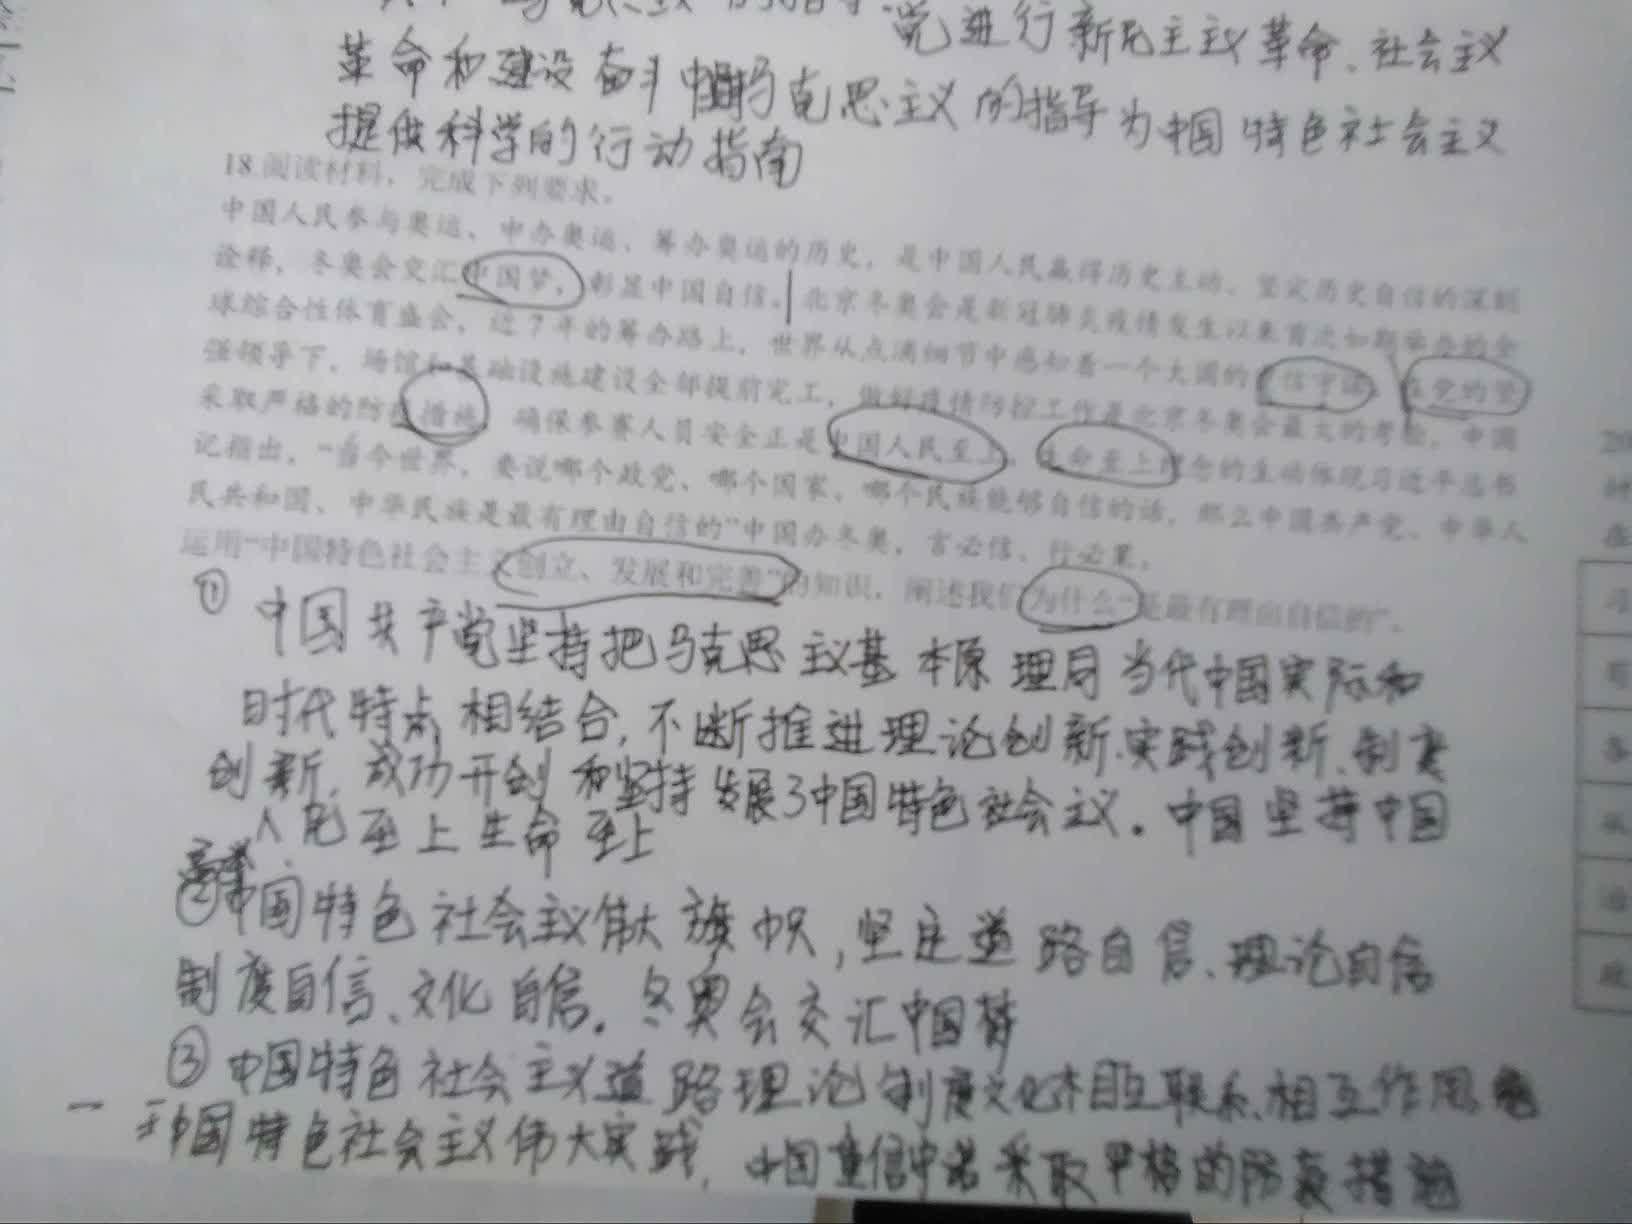 党进行新民主主义革命、社会主义
革命和建设奋斗 马克思主义的指导为中国特色社会主义
提供科学的行动指南
18.阅读材料，完成下列要求。
中国人民参与奥运、申办奥运、筹办奥运的历史，是中国人民赢得历史主动、坚定历史自信的深刻
诠释，冬奥会交汇中国梦，彰显中国自信。北京冬奥会是新冠肺炎疫情发生以来首次如期举办的全
球综合性体育盛会，近7年的筹办路上，世界从点滴细节中感知着一个大国的 信守诺 在党的坚
强领导下，场馆和基础设施建设全部提前完工，做好疫情防控工作是北京冬奥会最大的考验，中国
采取严格的防疫措施，确保参赛人员安全正是中国人民至上、生命至上理念的生动体现习近平总书
记指出，“当今世界，要说哪个政党、哪个国家、哪个民族能够自信的话，那么中国共产党、中华人
民共和国、中华民族是最有理由自信的”中国办冬奥，言必信、行必果。
运用“中国特色社会主义创立、发展和完善”的知识，阐述我们为什么“是最有理由自信的”。
① 中国共产党坚持把马克思主义基本原理同当代中国实际和
时代特点相结合，不断推进理论创新、实践创新、制度
创新，成功开创和坚持发展了中国特色社会主义。中国坚持中国
人民至上生命至上
②高举中国特色社会主义伟大旗帜，坚定道路自信、理论自信
制度自信、文化自信。冬奥会交汇中国梦
③中国特色社会主义道路理论制度文化相互联系、相互作用
一于中国特色社会主义伟大实践，中国重信守诺采取严格的防疫措施